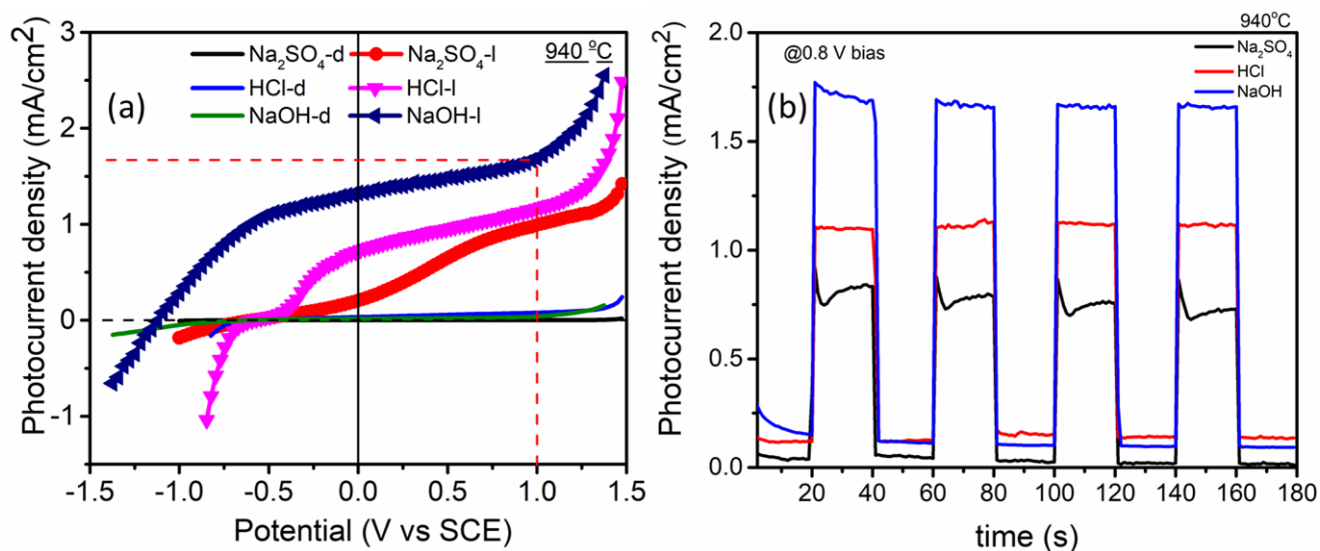 (a)
Na₂SO₄-d Na₂SO₄-l 940 °C
HCl-d HCl-l
NaOH-d NaOH-l
Photocurrent density (mA/cm²)
3
2
1
0
-1
-1.5 -1.0 -0.5 0.0 0.5 1.0 1.5
Potential (V vs SCE)
(b)
940°C
@0.8 V bias
Na₂SO₄
HCl
NaOH
Photocurrent density (mA/cm²)
2.0
1.5
1.0
0.5
0.0
20 40 60 80 100 120 140 160 180
time (s)